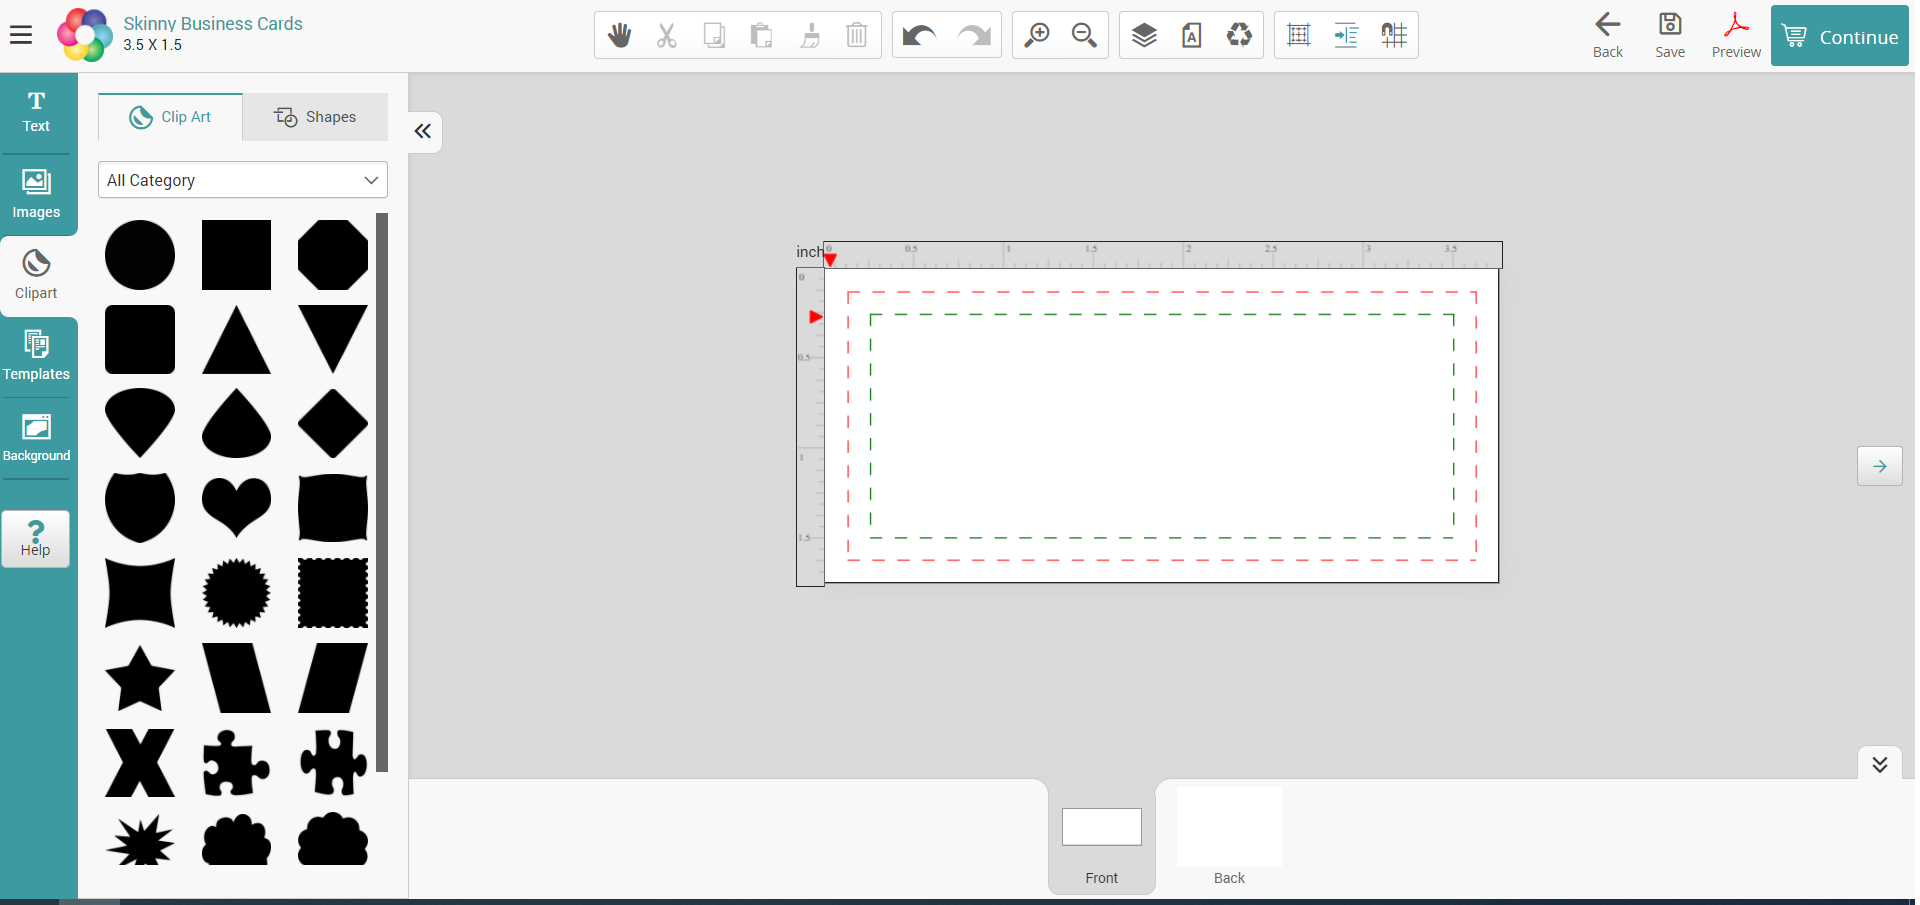 Skinny Business Cards
3.5 X 1.5
Back
Save
Preview
Continue
Text
Images
Clipart
Templates
Background
?
Help
Clip Art
Shapes
All Category
inch
0 0.5 1 1.5 2 2.5 3 3.5
0
0.5
1
1.5
Front
Back